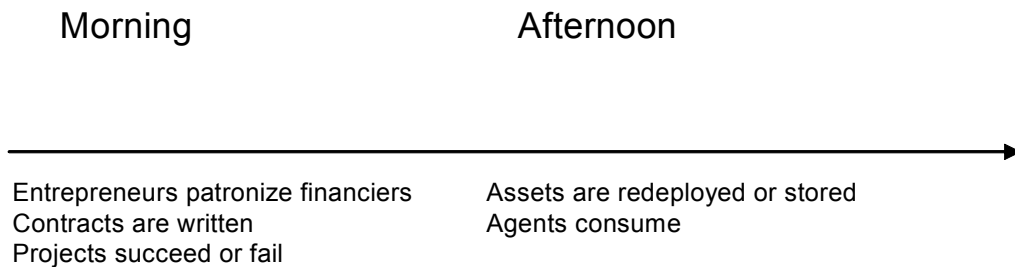 Morning
Afternoon
Entrepreneurs patronize financiers
Contracts are written
Projects succeed or fail
Assets are redeployed or stored
Agents consume